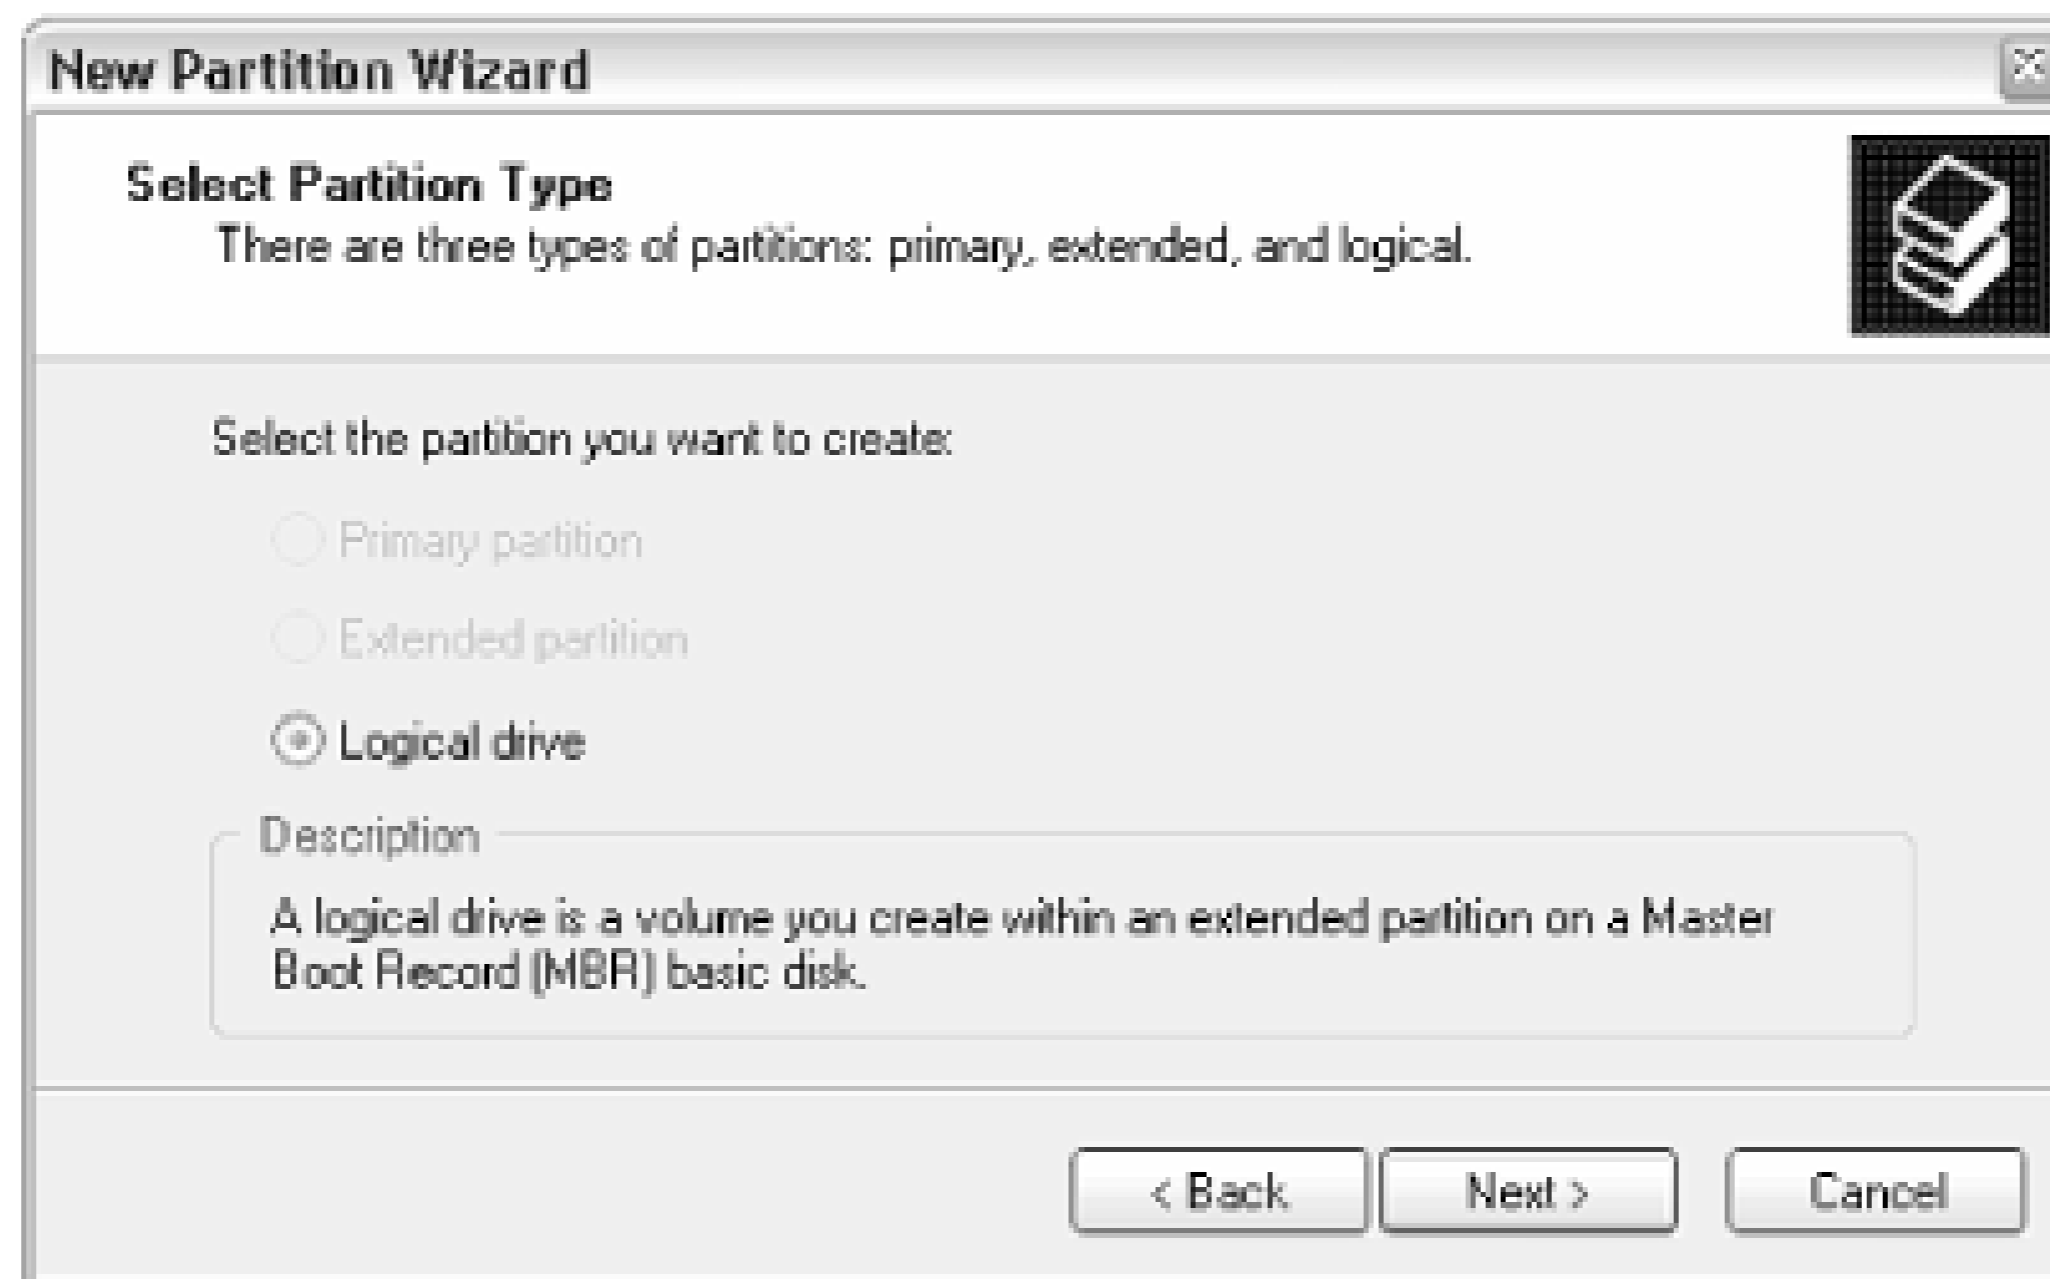 New Partition Wizard
Select Partition Type
There are three types of partitions: primary, extended, and logical.
Select the partition you want to create:
Primary partition
Extended partition
Logical drive
Description
A logical drive is a volume you create within an extended partition on a Master
Boot Record (MBR) basic disk.
< Back Next > Cancel